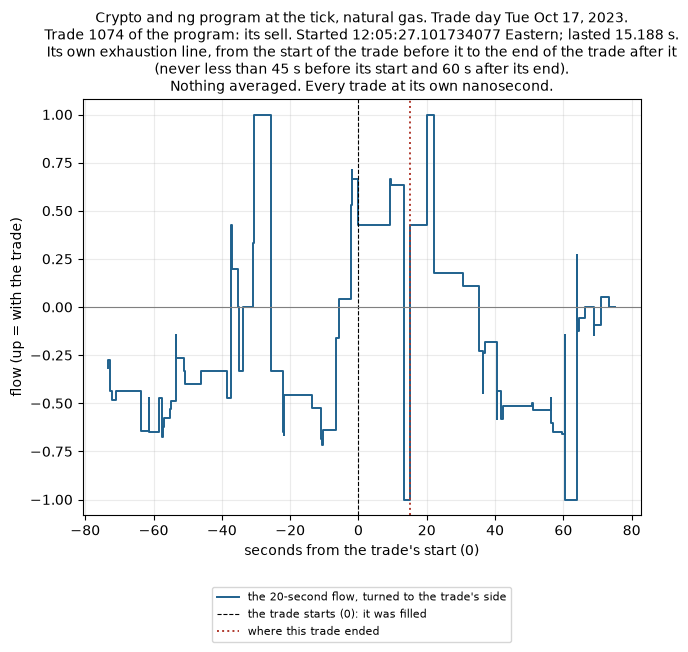 Crypto and ng program at the tick, natural gas. Trade day Tue Oct 17, 2023.
Trade 1074 of the program: its sell. Started 12:05:27.101734077 Eastern; lasted 15.188 s.
Its own exhaustion line, from the start of the trade before it to the end of the trade after it
(never less than 45 s before its start and 60 s after its end).
Nothing averaged. Every trade at its own nanosecond.
1.00
0.75
0.50
0.25
0.00
−0.25
−0.50
−0.75
−1.00
flow (up = with the trade)
−80 −60 −40 −20 0 20 40 60 80
seconds from the trade's start (0)
the 20-second flow, turned to the trade's side
the trade starts (0): it was filled
where this trade ended